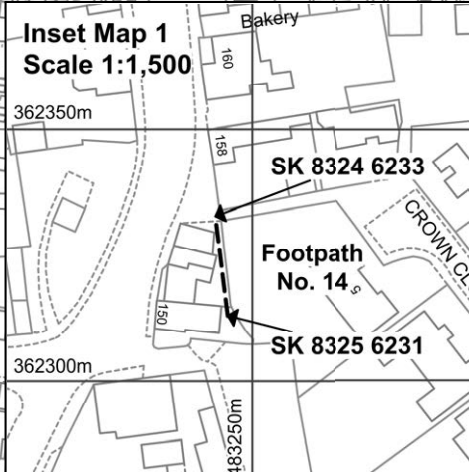 Inset Map 1
Scale 1:1,500
Bakery
160
362350m
158
SK 8324 6233
CROWN CL
Footpath
No. 14
5
150
SK 8325 6231
362300m
483250m